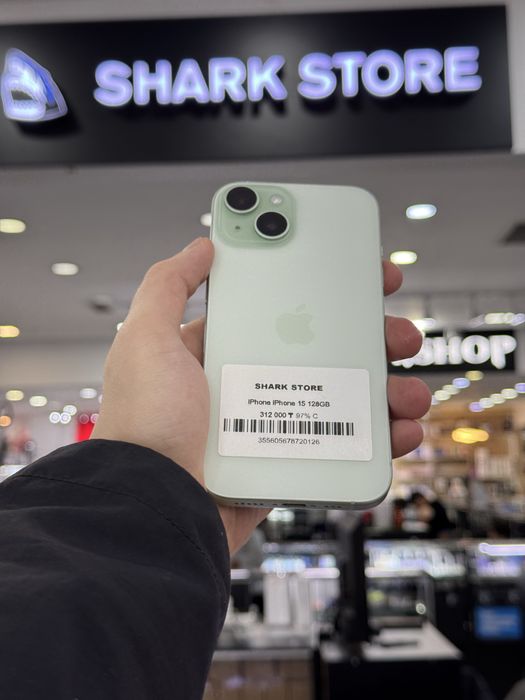 SHARK STORE
SHOP
SHARK STORE
iPhone iPhone 15 128GB
312 000 ₸ 97% C
355605678720126